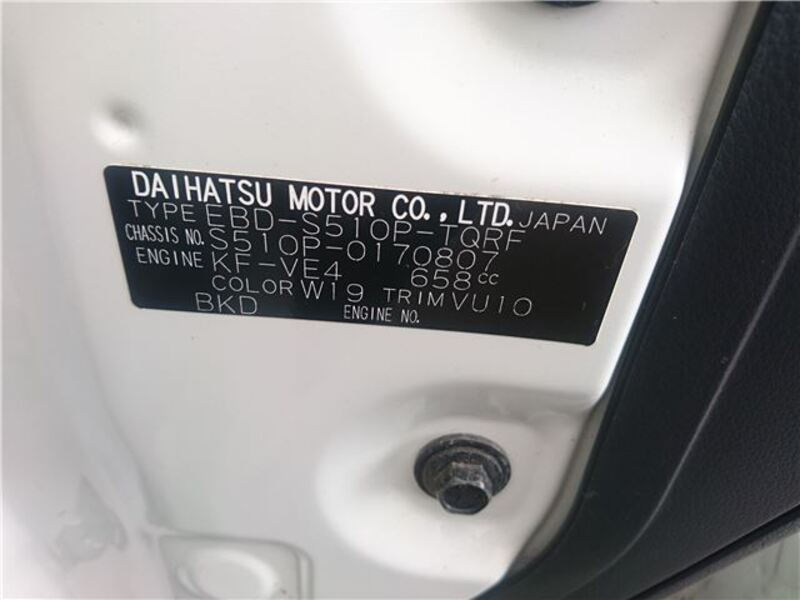 DAIHATSU MOTOR CO.,LTD. JAPAN
TYPE EBD-S510P-TQRF
CHASSIS NO. S510P-0170807
ENGINE KF-VE4 658cc
COLOR W19 TRIM VU10
BKD ENGINE NO.